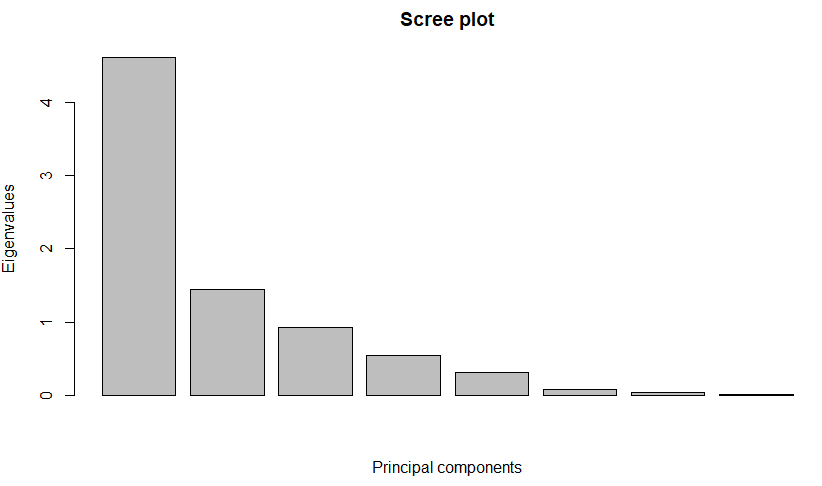 Scree plot
Eigenvalues
4
3
2
1
0
Principal components